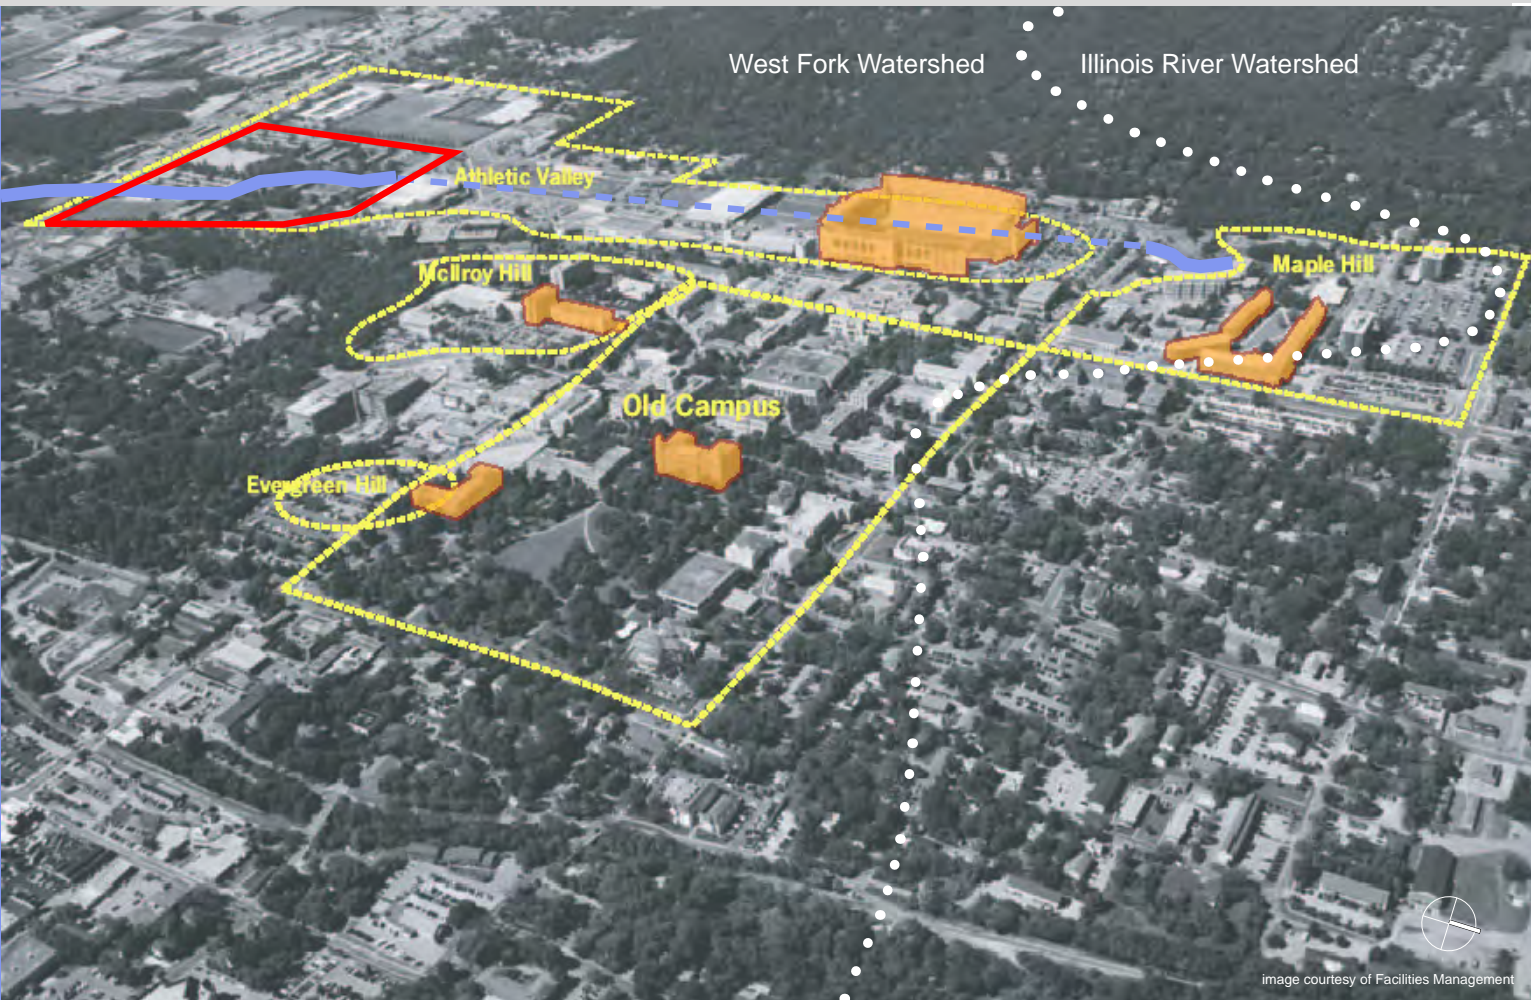 West Fork Watershed
Illinois River Watershed
Athletic Valley
McIlroy Hill
Maple Hill
Old Campus
Evergreen Hill
image courtesy of Facilities Management